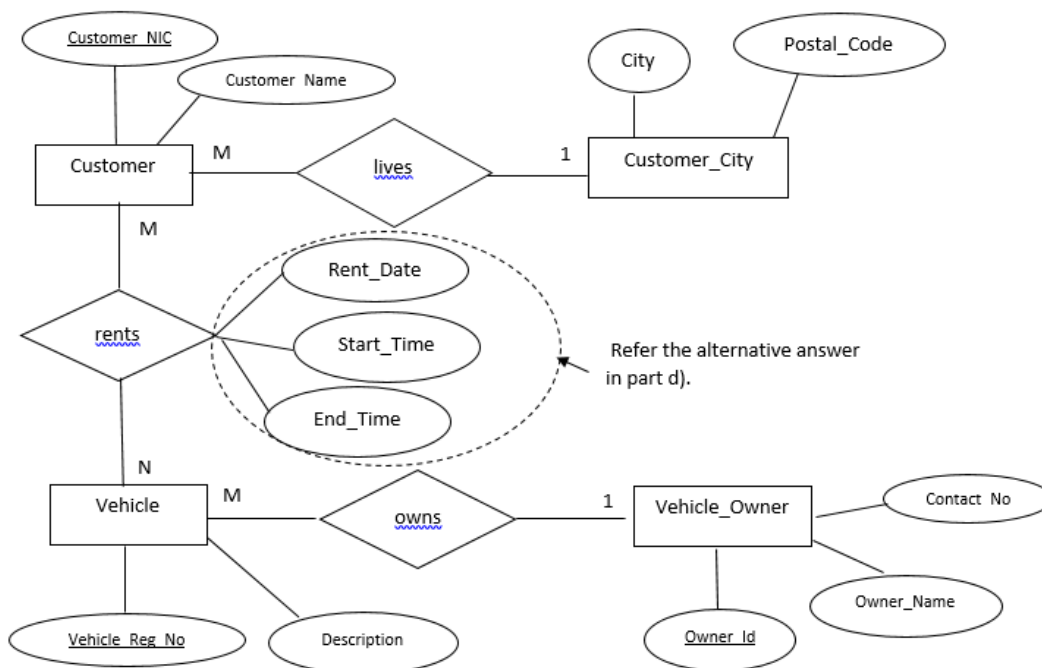 Customer_NIC
Customer_Name
City
Postal_Code
Customer
M
lives
1
Customer_City
M
Rent_Date
rents
Start_Time
Refer the alternative answer
in part d).
End_Time
N
Vehicle
M
owns
1
Vehicle_Owner
Contact_No
Owner_Name
Vehicle_Reg_No
Description
Owner_Id